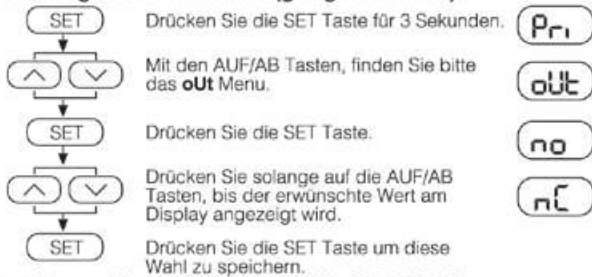 SET Drücken Sie die SET Taste für 3 Sekunden. Pri
Mit den AUF/AB Tasten, finden Sie bitte
das oUt Menu. oUt
SET Drücken Sie die SET Taste. no
Drücken Sie solange auf die AUF/AB
Tasten, bis der erwünschte Wert am nC
Display angezeigt wird.
SET Drücken Sie die SET Taste um diese
Wahl zu speichern.